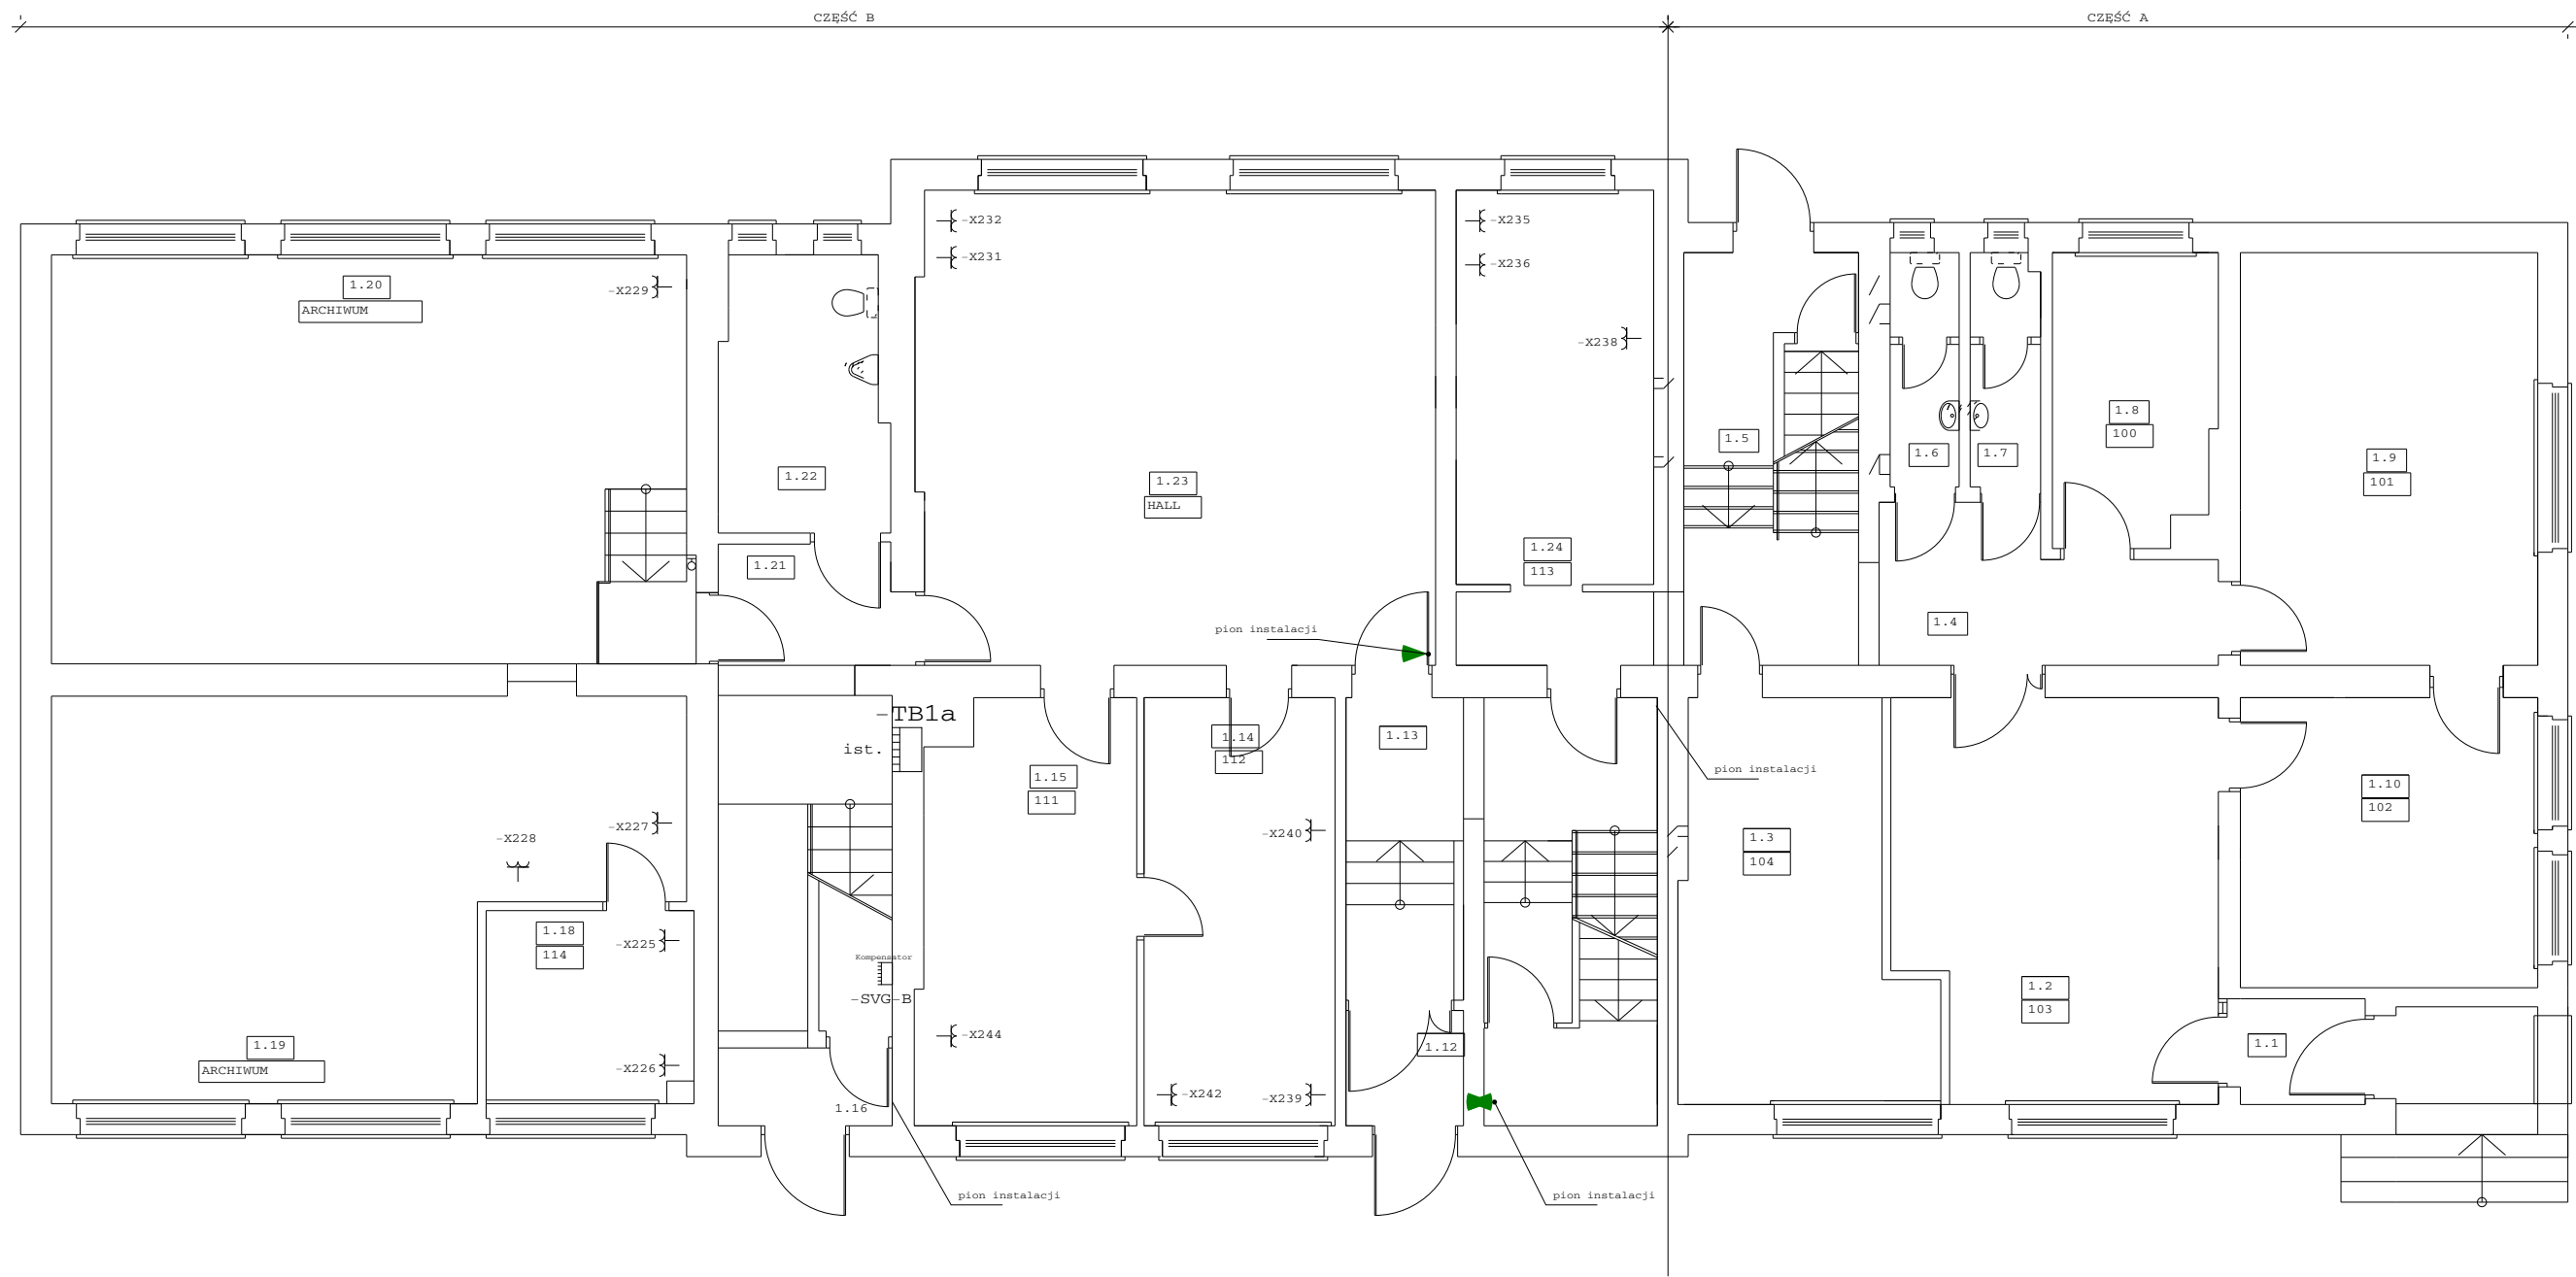 CZĘŚĆ B
CZĘŚĆ A
-X232
-X235
-X231
-X236
1.20
-X229
ARCHIWUM
-X238
1.8
100
1.5
1.6
1.7
1.9
101
1.22
1.23
HALL
1.24
113
1.21
1.4
pion instalacji
-TB1a
ist.
1.14
112
1.13
1.15
111
pion instalacji
1.10
102
-X228
-X227
-X240
1.3
104
1.18
114
-X225
Kompensator
-SVG-B
1.2
103
1.19
ARCHIWUM
-X244
1.12
1.1
-X226
1.16
-X242
-X239
pion instalacji
pion instalacji